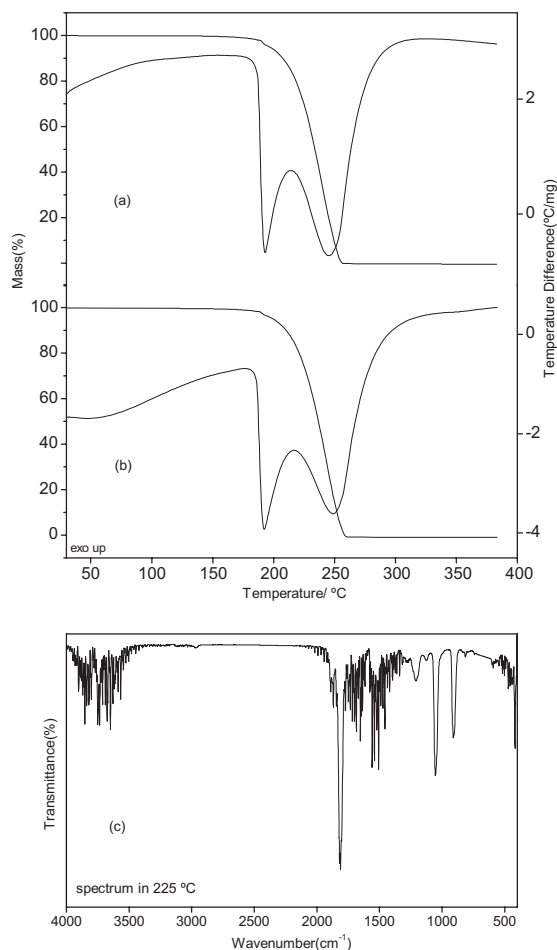 100
80
60
40
20
(a)
2
0
Mass(%)
Temperature Difference(ºC/mg)
100
80
60
40
20
0
(b)
0
-2
-4
exo up
50 100 150 200 250 300 350 400
Temperature/ ºC
Transmittance(%)
(c)
spectrum in 225 ºC
4000 3500 3000 2500 2000 1500 1000 500
Wavenumber(cm-1)